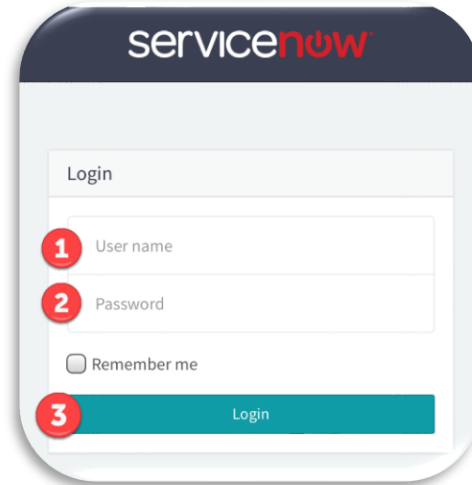 servicenow
Login
1 User name
2 Password
Remember me
3 Login